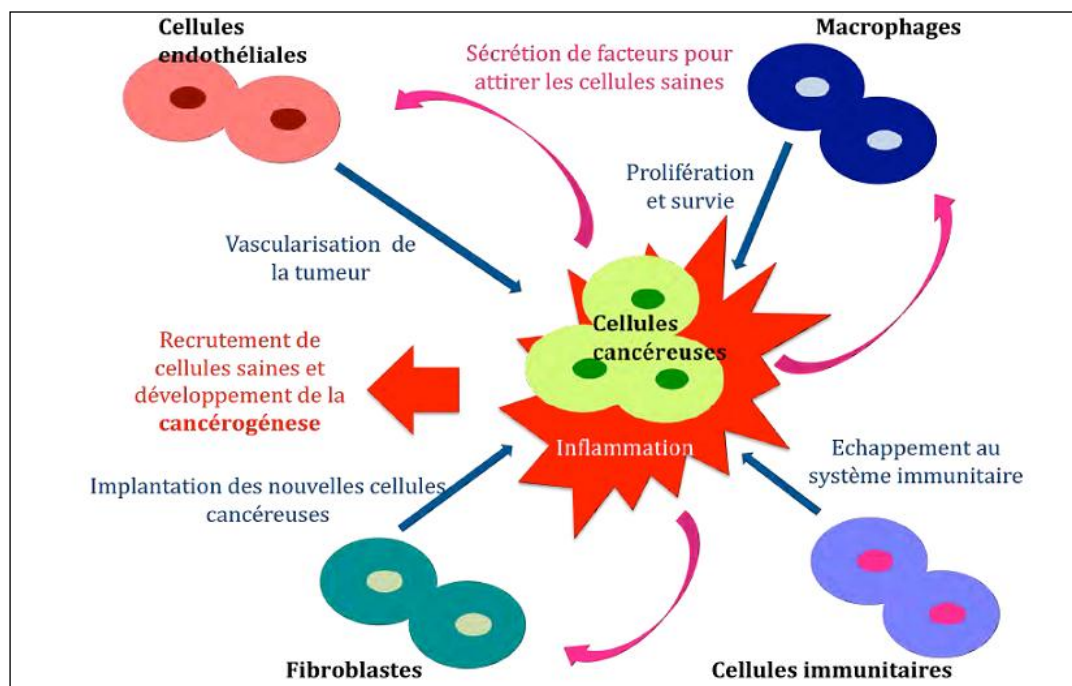 Cellules
endothéliales
Sécrétion de facteurs pour
attirer les cellules saines
Macrophages
Prolifération
et survie
Vascularisation de
la tumeur
Cellules
cancéreuses
Recrutement de
cellules saines et
développement de la
cancérogénese
Inflammation
Echappement au
système immunitaire
Implantation des nouvelles cellules
cancéreuses
Fibroblastes
Cellules immunitaires